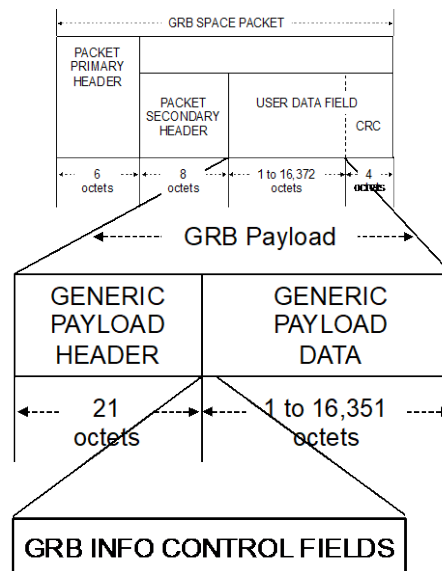 GRB SPACE PACKET
PACKET
PRIMARY
HEADER
PACKET
SECONDARY
HEADER
USER DATA FIELD
CRC
6
octets
8
octets
1 to 16,372
octets
4
octets
GRB Payload
GENERIC
PAYLOAD
HEADER
GENERIC
PAYLOAD
DATA
21
octets
1 to 16,351
octets
GRB INFO CONTROL FIELDS